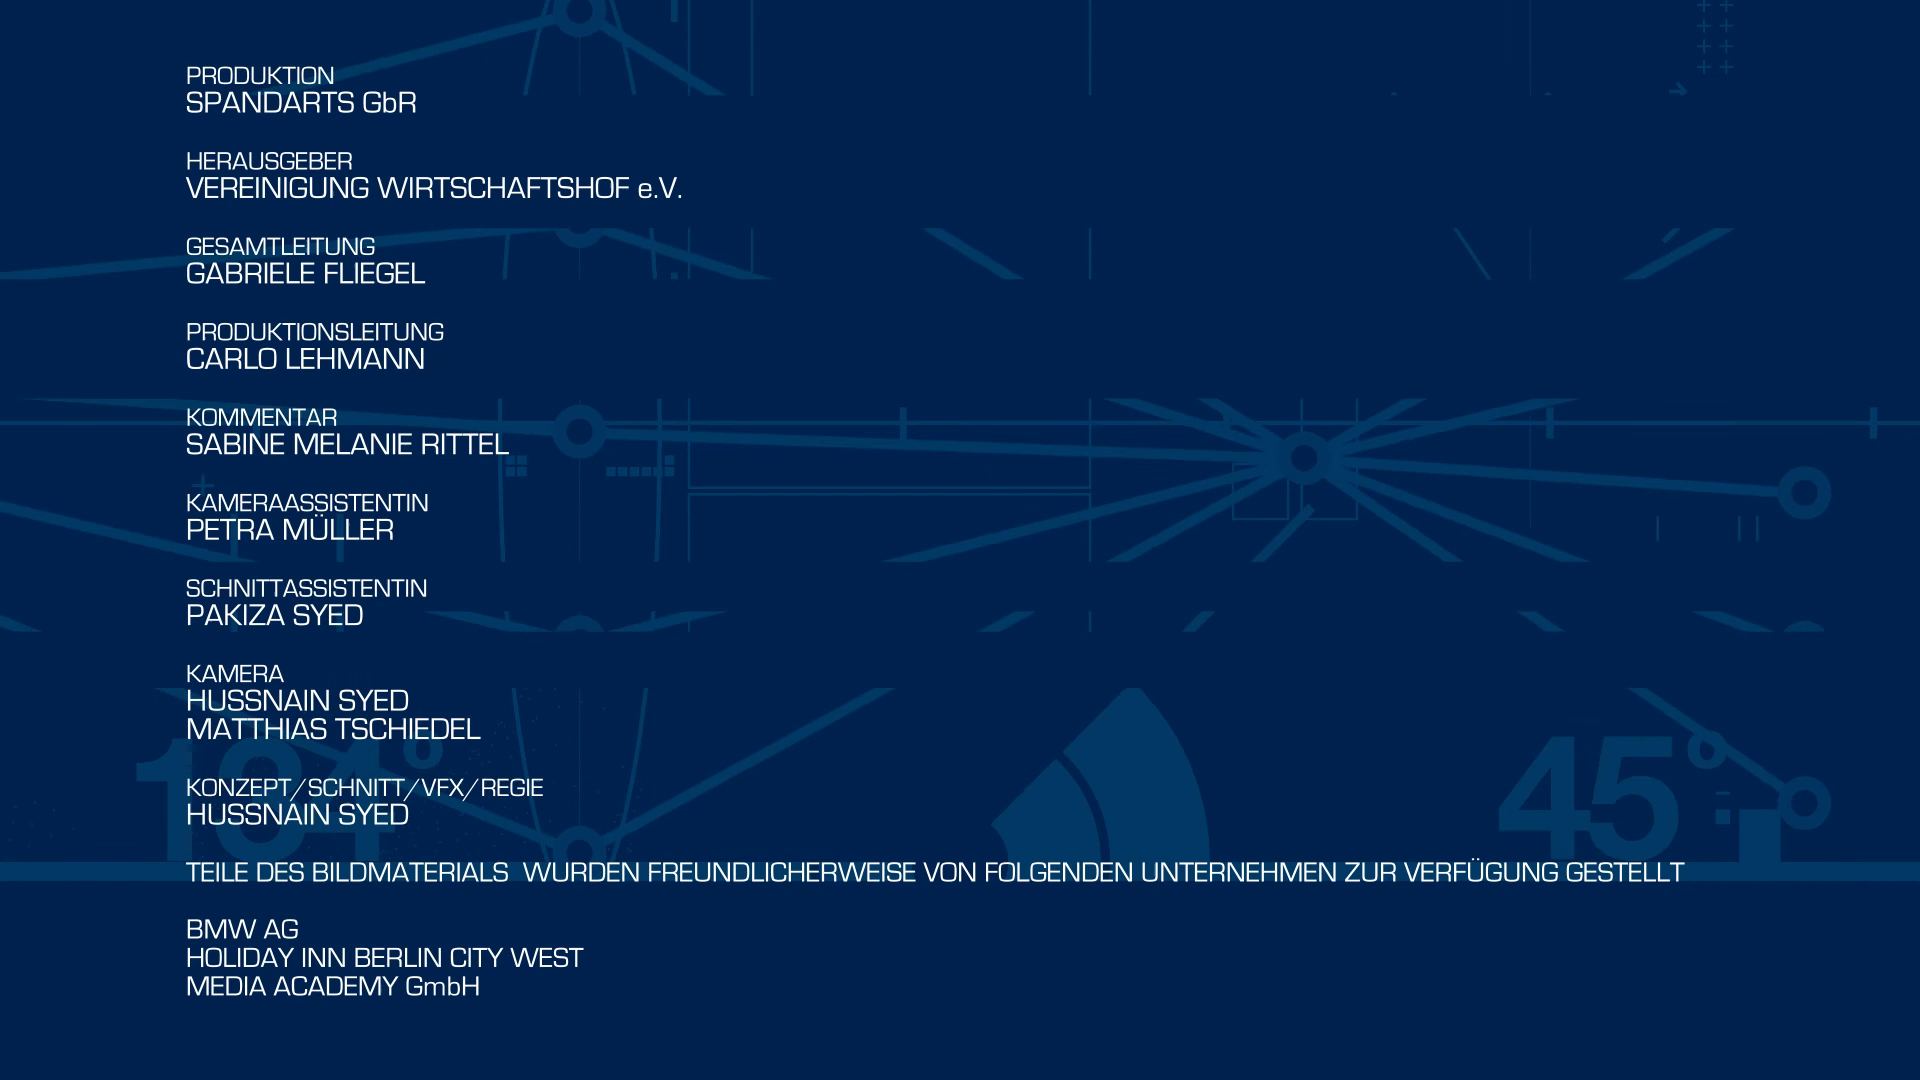 PRODUKTION
SPANDARTS GbR
HERAUSGEBER
VEREINIGUNG WIRTSCHAFTSHOF e.V.
GESAMTLEITUNG
GABRIELE FLIEGEL
PRODUKTIONSLEITUNG
CARLO LEHMANN
KOMMENTAR
SABINE MELANIE RITTEL
KAMERAASSISTENTIN
PETRA MÜLLER
SCHNITTASSISTENTIN
PAKIZA SYED
KAMERA
HUSSNAIN SYED
MATTHIAS TSCHIEDEL
45°
KONZEPT/SCHNITT/VFX/REGIE
HUSSNAIN SYED
TEILE DES BILDMATERIALS WURDEN FREUNDLICHERWEISE VON FOLGENDEN UNTERNEHMEN ZUR VERFÜGUNG GESTELLT
BMW AG
HOLIDAY INN BERLIN CITY WEST
MEDIA ACADEMY GmbH